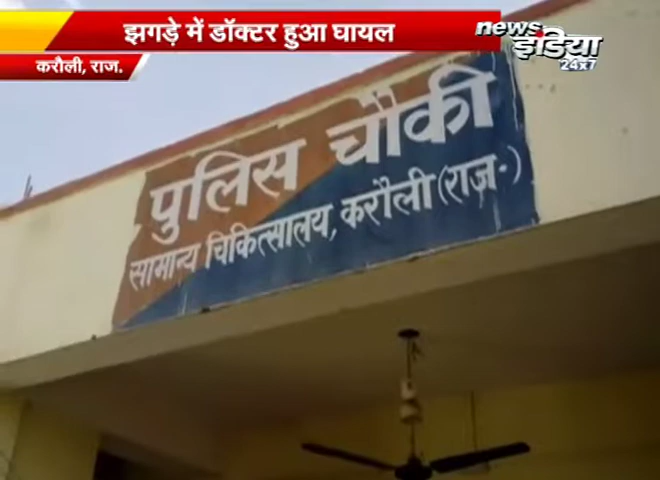 झगड़े में डॉक्टर हुआ घायल
news
इंडिया
24x7
करौली, राज.
पुलिस चौकी
सामान्य चिकित्सालय, करौली (राज॰)